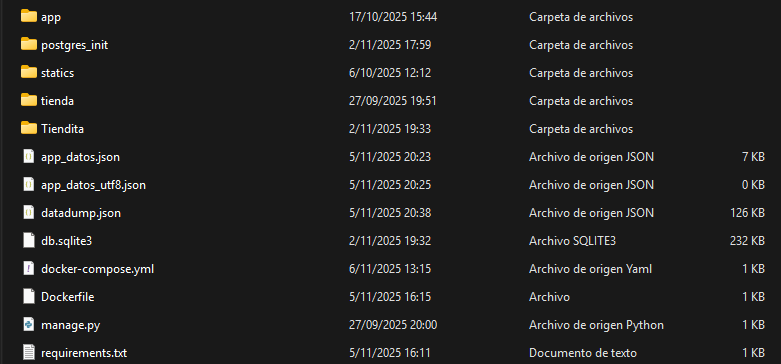 app 17/10/2025 15:44 Carpeta de archivos
postgres_init 2/11/2025 17:59 Carpeta de archivos
statics 6/10/2025 12:12 Carpeta de archivos
tienda 27/09/2025 19:51 Carpeta de archivos
Tiendita 2/11/2025 19:33 Carpeta de archivos
app_datos.json 5/11/2025 20:23 Archivo de origen JSON 7 KB
app_datos_utf8.json 5/11/2025 20:25 Archivo de origen JSON 0 KB
datadump.json 5/11/2025 20:38 Archivo de origen JSON 126 KB
db.sqlite3 2/11/2025 19:32 Archivo SQLITE3 232 KB
docker-compose.yml 6/11/2025 13:15 Archivo de origen Yaml 1 KB
Dockerfile 5/11/2025 16:15 Archivo 1 KB
manage.py 27/09/2025 20:00 Archivo de origen Python 1 KB
requirements.txt 5/11/2025 16:11 Documento de texto 1 KB